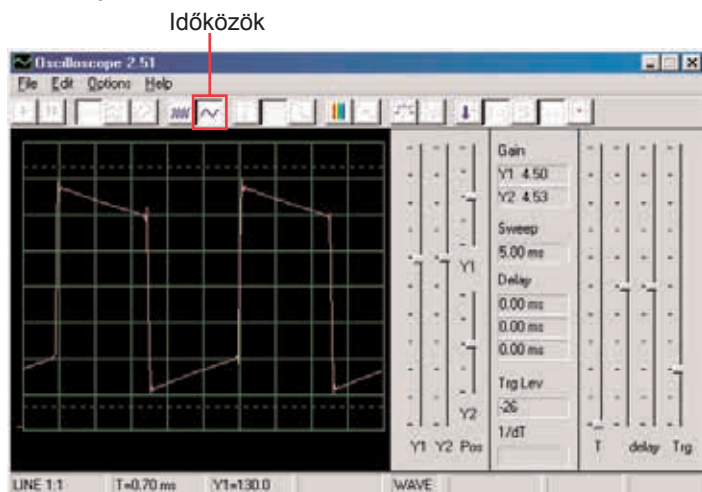 Időközök
Oscilloscope 2.51
File Edit Options Help
Gain
Y1 4.50
Y2 4.53
Sweep
5.00 ms
Y1
Delay
0.00 ms
0.00 ms
0.00 ms
Trg Lev
-26
Y2
1/dT
Y1 Y2 Pos
T delay Trg
LINE 1:1 T=0.70 ms Y1=130.0 WAVE